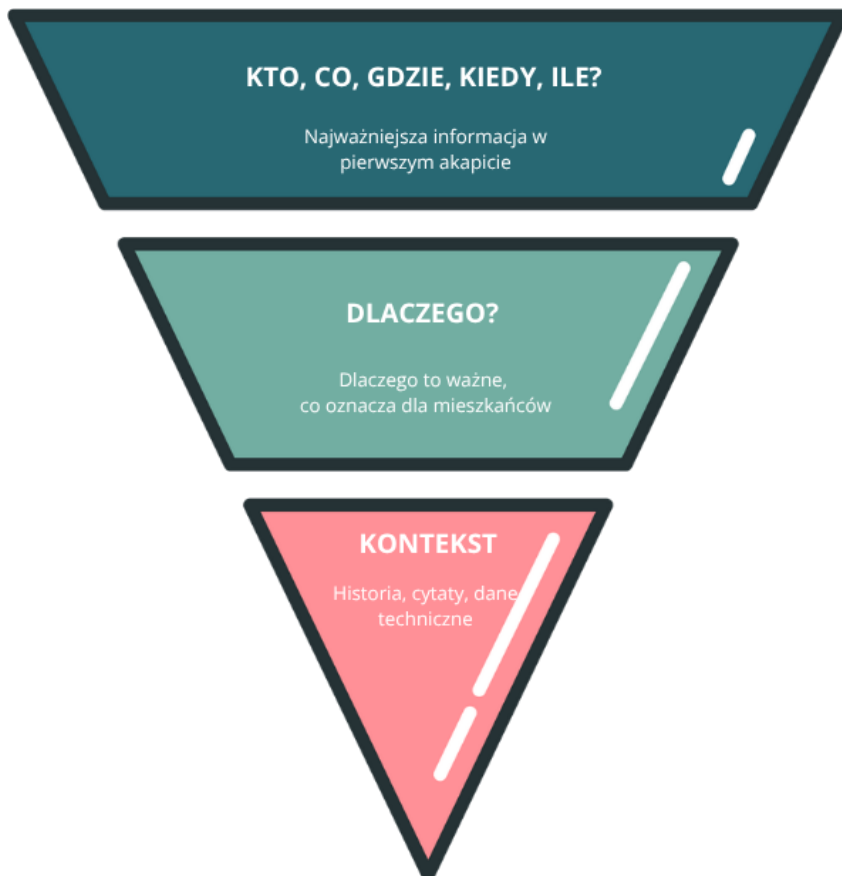 KTO, CO, GDZIE, KIEDY, ILE?
Najważniejsza informacja w
pierwszym akapicie
DLACZEGO?
Dlaczego to ważne,
co oznacza dla mieszkańców
KONTEKST
Historia, cytaty, dane
techniczne